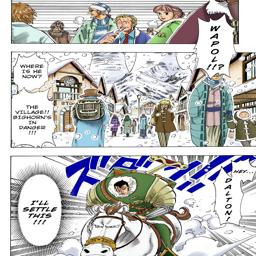 WAPOL!!?
WHERE
IS HE
NOW?
THE
VILLAGE!!
BIGHORN'S
IN
DANGER
!!!
HEY...
DALTON!
I'LL
SETTLE
THIS
!!!